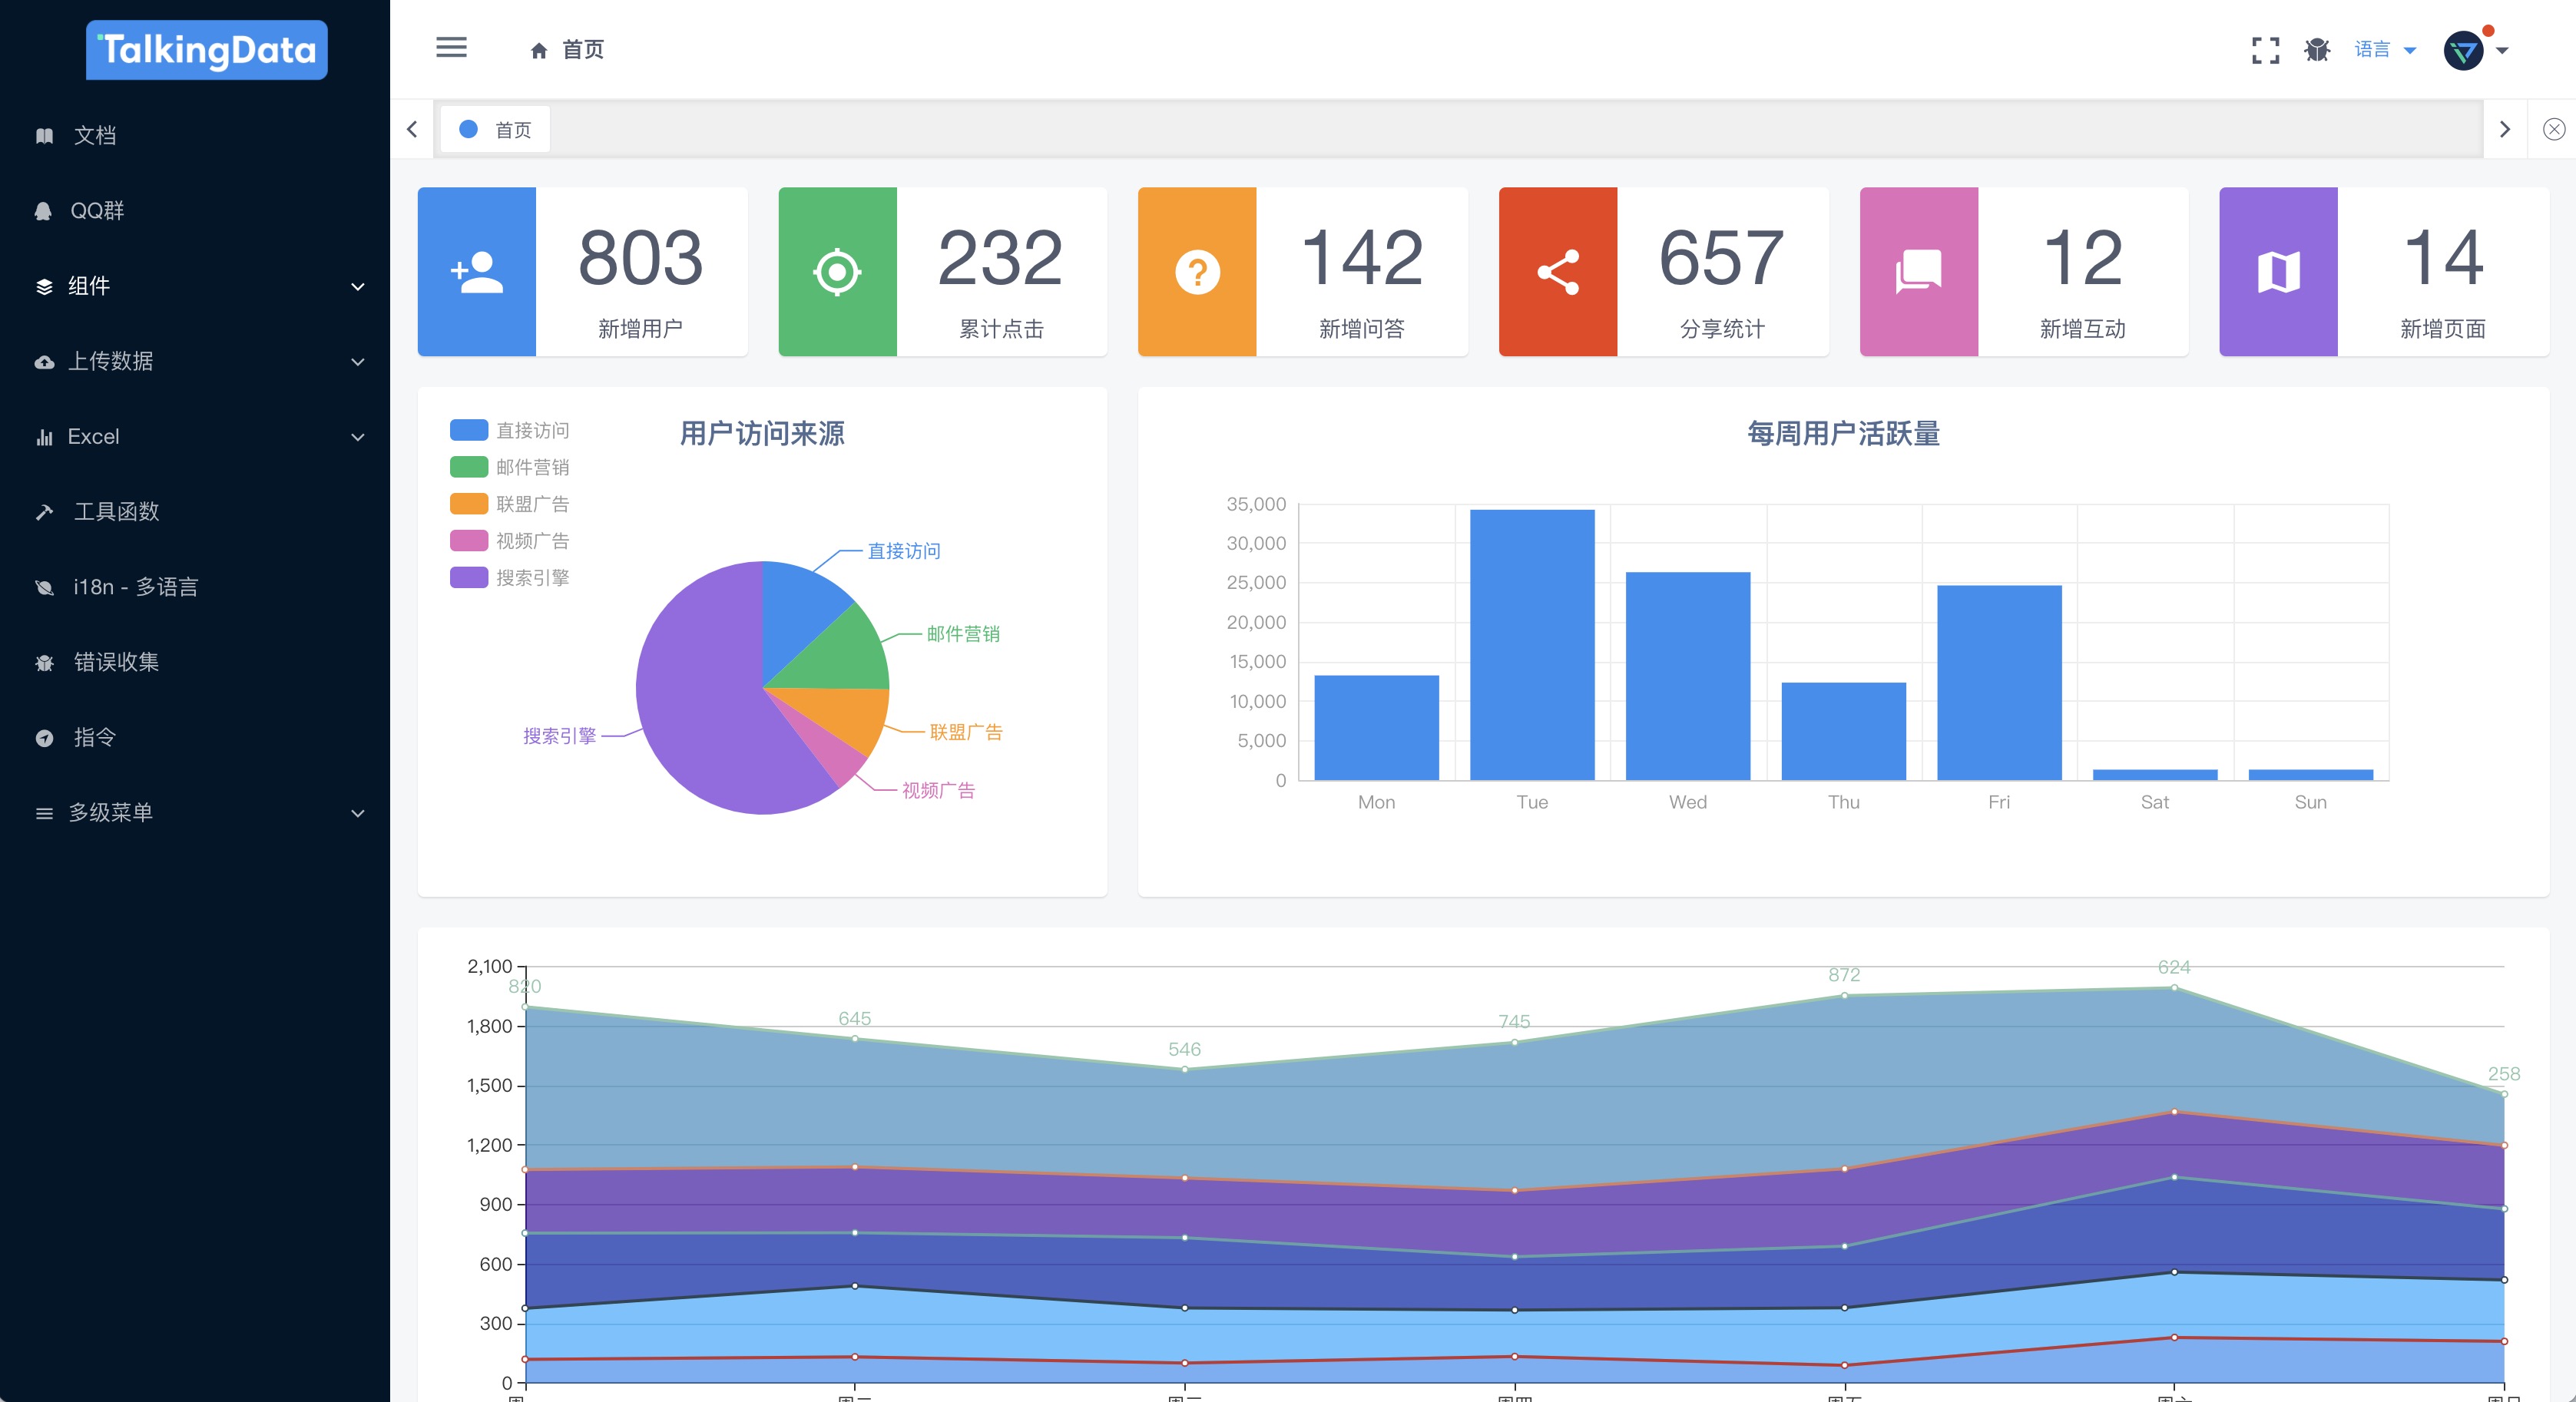 TalkingData
文档
QQ群
组件
上传数据
Excel
工具函数
i18n - 多语言
错误收集
指令
多级菜单
首页
语言
首页
803
新增用户
232
累计点击
142
新增问答
657
分享统计
12
新增互动
14
新增页面
用户访问来源
直接访问
邮件营销
联盟广告
视频广告
搜索引擎
直接访问
邮件营销
联盟广告
视频广告
搜索引擎
每周用户活跃量
35,000
30,000
25,000
20,000
15,000
10,000
5,000
0
Mon Tue Wed Thu Fri Sat Sun
2,100
1,800
1,500
1,200
900
600
300
0
820 645 546 745 872 624 258